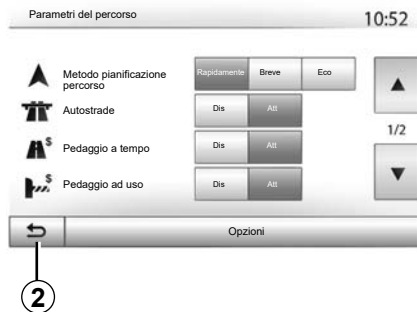 Parametri del percorso
10:52
Metodo pianificazione
percorso
Rapidamente Breve Eco
Autostrade
Dis Att
1/2
$
Pedaggio a tempo
Dis Att
$
Pedaggio ad uso
Dis Att
Opzioni
2